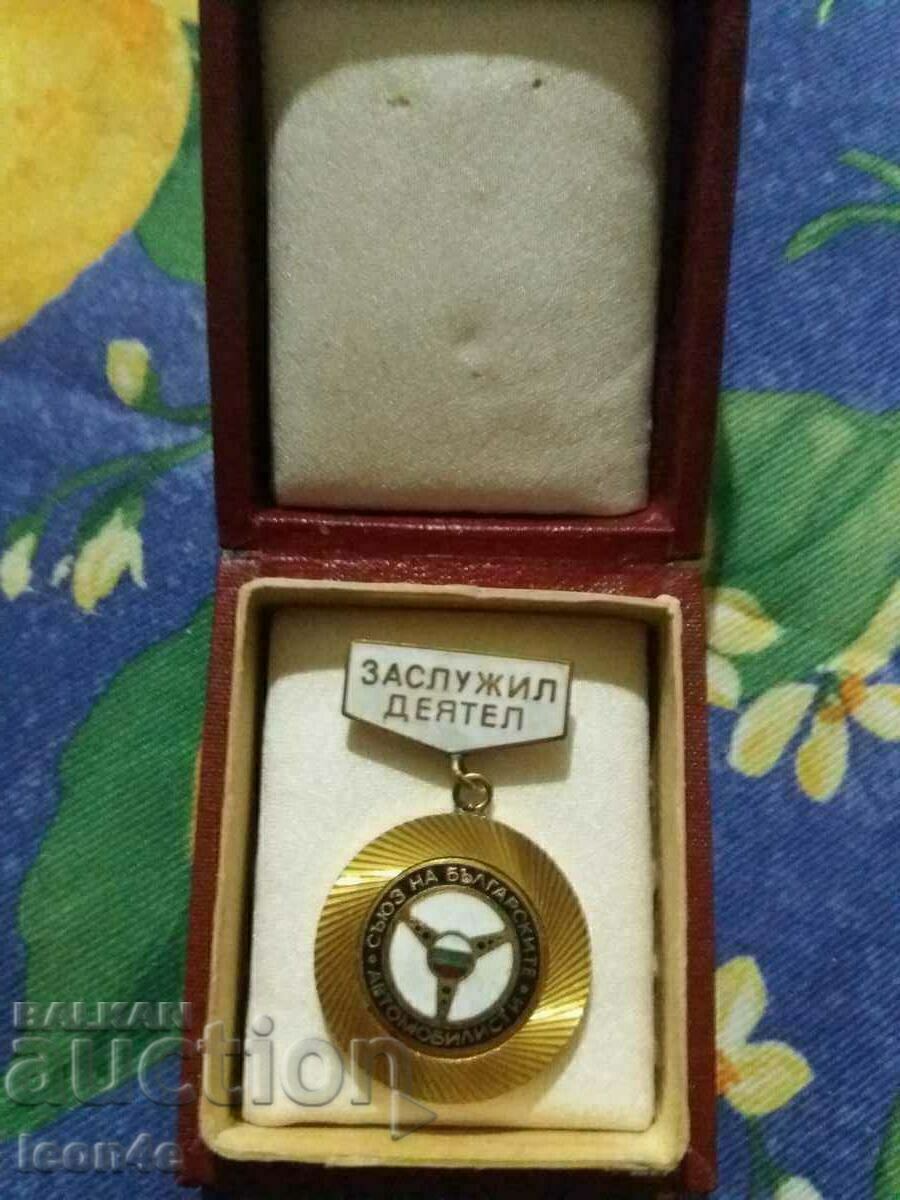 ЗАСЛУЖИЛ
ДЕЯТЕЛ
СЪЮЗ НА БЪЛГАРСКИТЕ
АВТОМОБИЛИСТИ
BALKAN
auction
leon4e